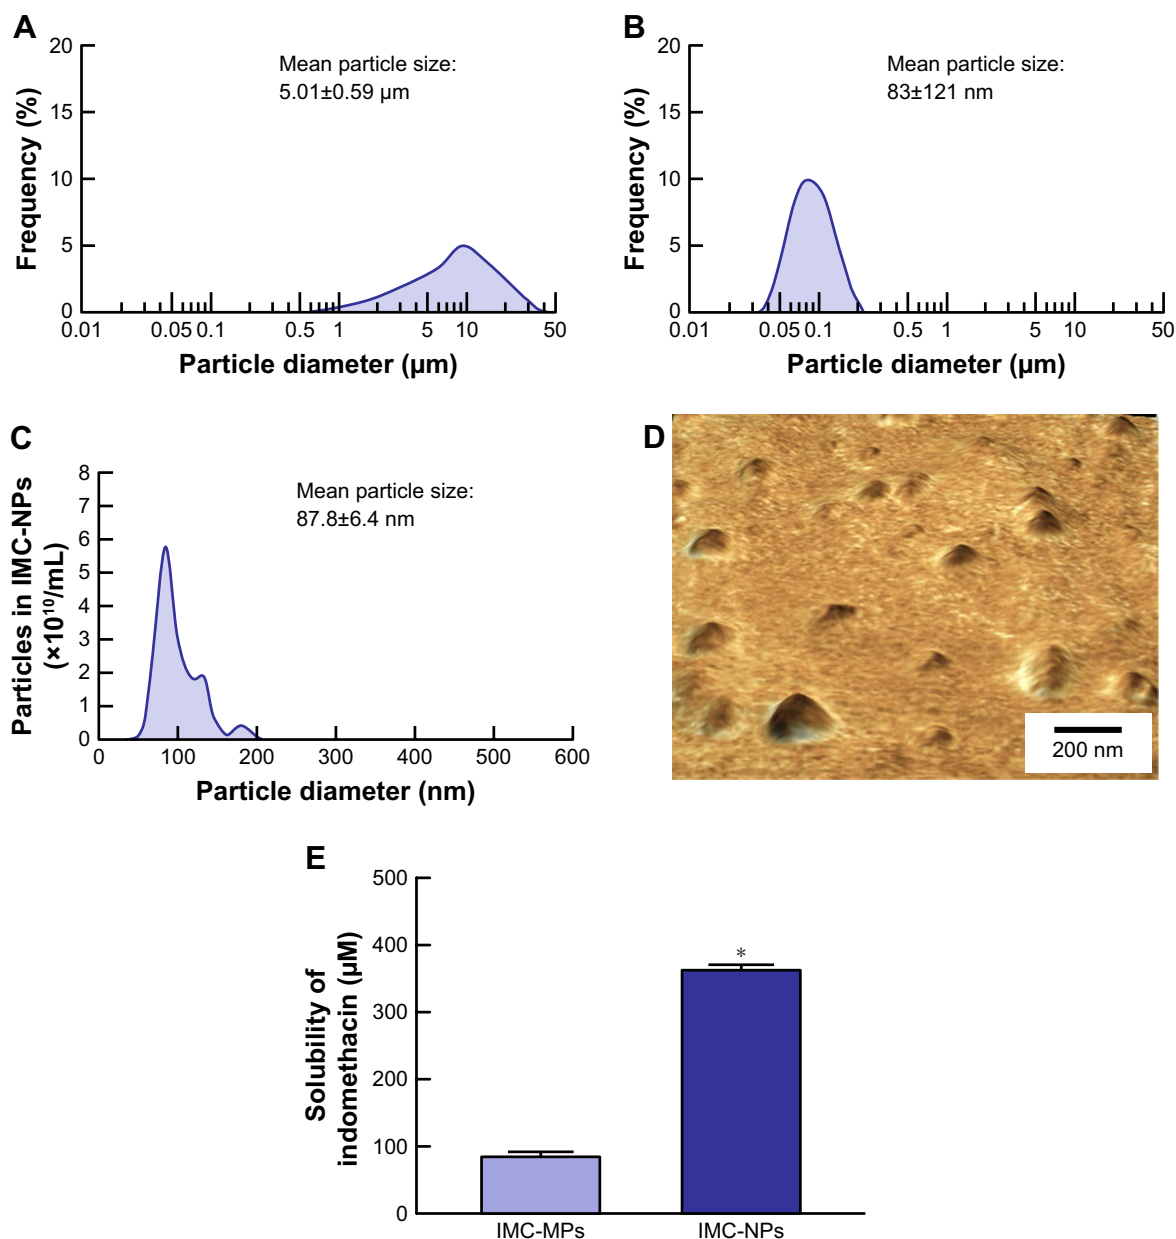 A
Frequency (%)
20
15
10
5
0
Mean particle size:
5.01±0.59 µm
0.01 0.05 0.1 0.5 1 5 10 50
Particle diameter (µm)
B
Frequency (%)
20
15
10
5
0
Mean particle size:
83±121 nm
0.01 0.05 0.1 0.5 1 5 10 50
Particle diameter (µm)
C
Particles in IMC-NPs
(×10¹⁰/mL)
8
7
6
5
4
3
2
1
0
Mean particle size:
87.8±6.4 nm
0 100 200 300 400 500 600
Particle diameter (nm)
D
200 nm
E
Solubility of
indomethacin (µM)
500
400
300
200
100
0
*
IMC-MPs IMC-NPs